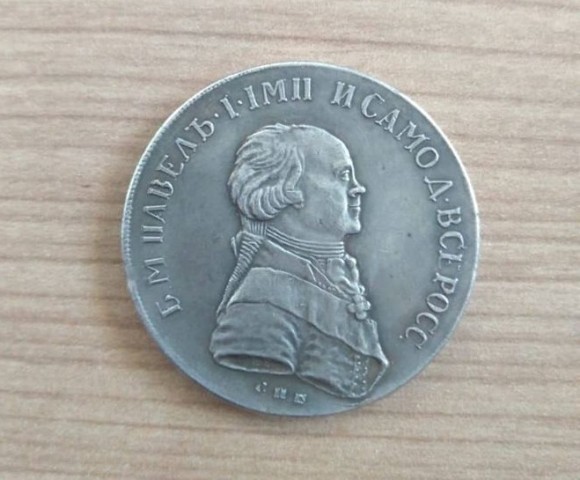 Б. М. ПАВЕЛЪ · I · IМП И САМОД · ВСЕРОСС.